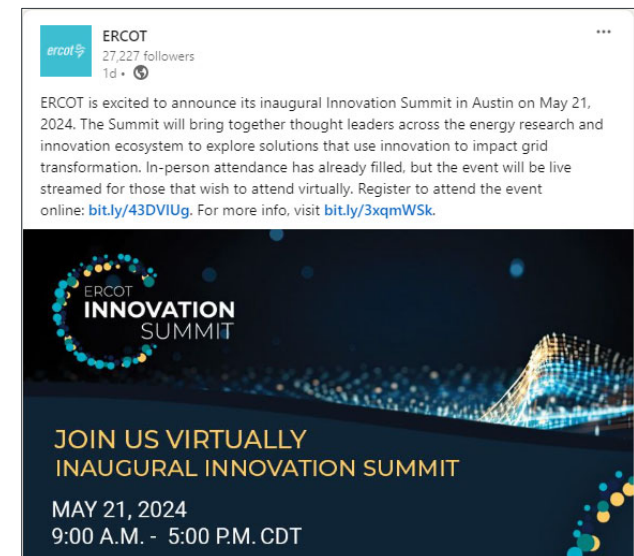 ercot
ERCOT
27,227 followers
1d •
ERCOT is excited to announce its inaugural Innovation Summit in Austin on May 21,
2024. The Summit will bring together thought leaders across the energy research and
innovation ecosystem to explore solutions that use innovation to impact grid
transformation. In-person attendance has already filled, but the event will be live
streamed for those that wish to attend virtually. Register to attend the event
online: bit.ly/43DVIUg. For more info, visit bit.ly/3xqmWSk.
ERCOT
INNOVATION
SUMMIT
JOIN US VIRTUALLY
INAUGURAL INNOVATION SUMMIT
MAY 21, 2024
9:00 A.M. - 5:00 P.M. CDT